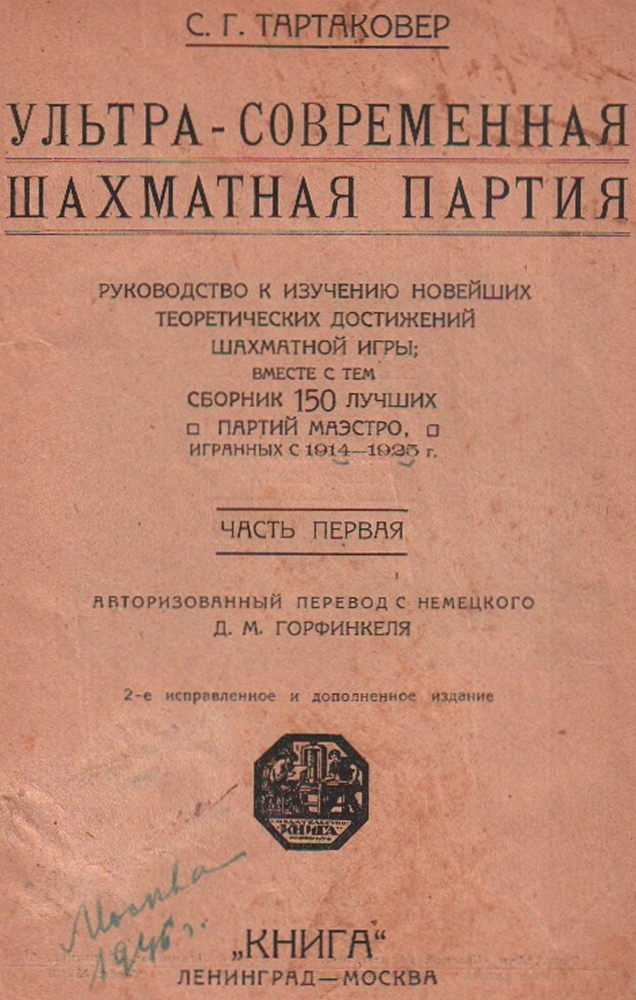 С. Г. ТАРТАКОВЕР
УЛЬТРА-СОВРЕМЕННАЯ
ШАХМАТНАЯ ПАРТИЯ
РУКОВОДСТВО К ИЗУЧЕНИЮ НОВЕЙШИХ
ТЕОРЕТИЧЕСКИХ ДОСТИЖЕНИЙ
ШАХМАТНОЙ ИГРЫ;
ВМЕСТЕ С ТЕМ
СБОРНИК 150 ЛУЧШИХ
ПАРТИЙ МАЭСТРО,
ИГРАННЫХ С 1914—1925 г.
ЧАСТЬ ПЕРВАЯ
АВТОРИЗОВАННЫЙ ПЕРЕВОД С НЕМЕЦКОГО
Д. М. ГОРФИНКЕЛЯ
2-е исправленное и дополненное издание
КНИГА
Москва
1946 г.
„КНИГА“
ЛЕНИНГРАД—МОСКВА